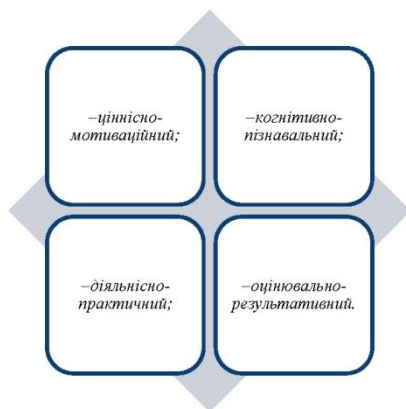 –ціннісно-
мотиваційний;
–когнітивно-
пізнавальний;
–діяльнісно-
практичний;
–оцінювально-
результативний.